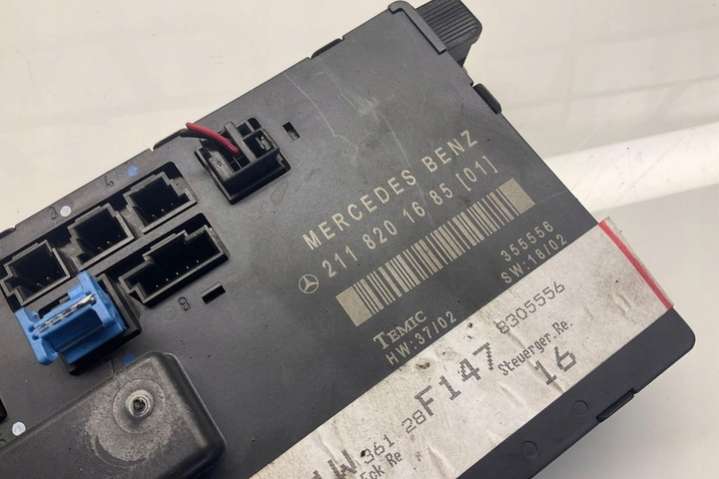 MERCEDES BENZ
211 820 16 85 [01]
355556
SW:18/02
TEMIC
HW:37/02
8305556
F147
Steuerger.Re.
16
W
361 28
Eck Re
8